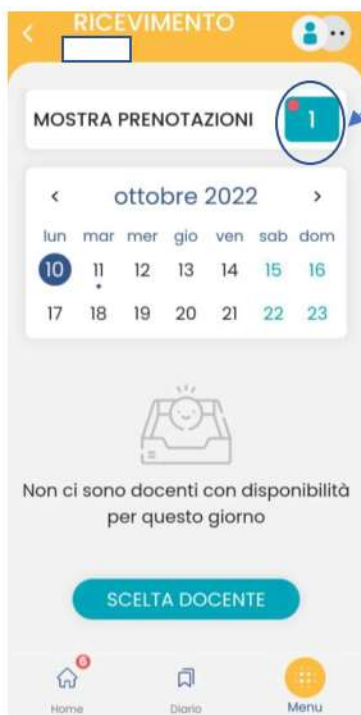 RICEVIMENTO
MOSTRA PRENOTAZIONI 1
ottobre 2022
lun mar mer gio ven sab dom
10 11 12 13 14 15 16
17 18 19 20 21 22 23
Non ci sono docenti con disponibilità
per questo giorno
SCELTA DOCENTE
6
Home Diario Menu